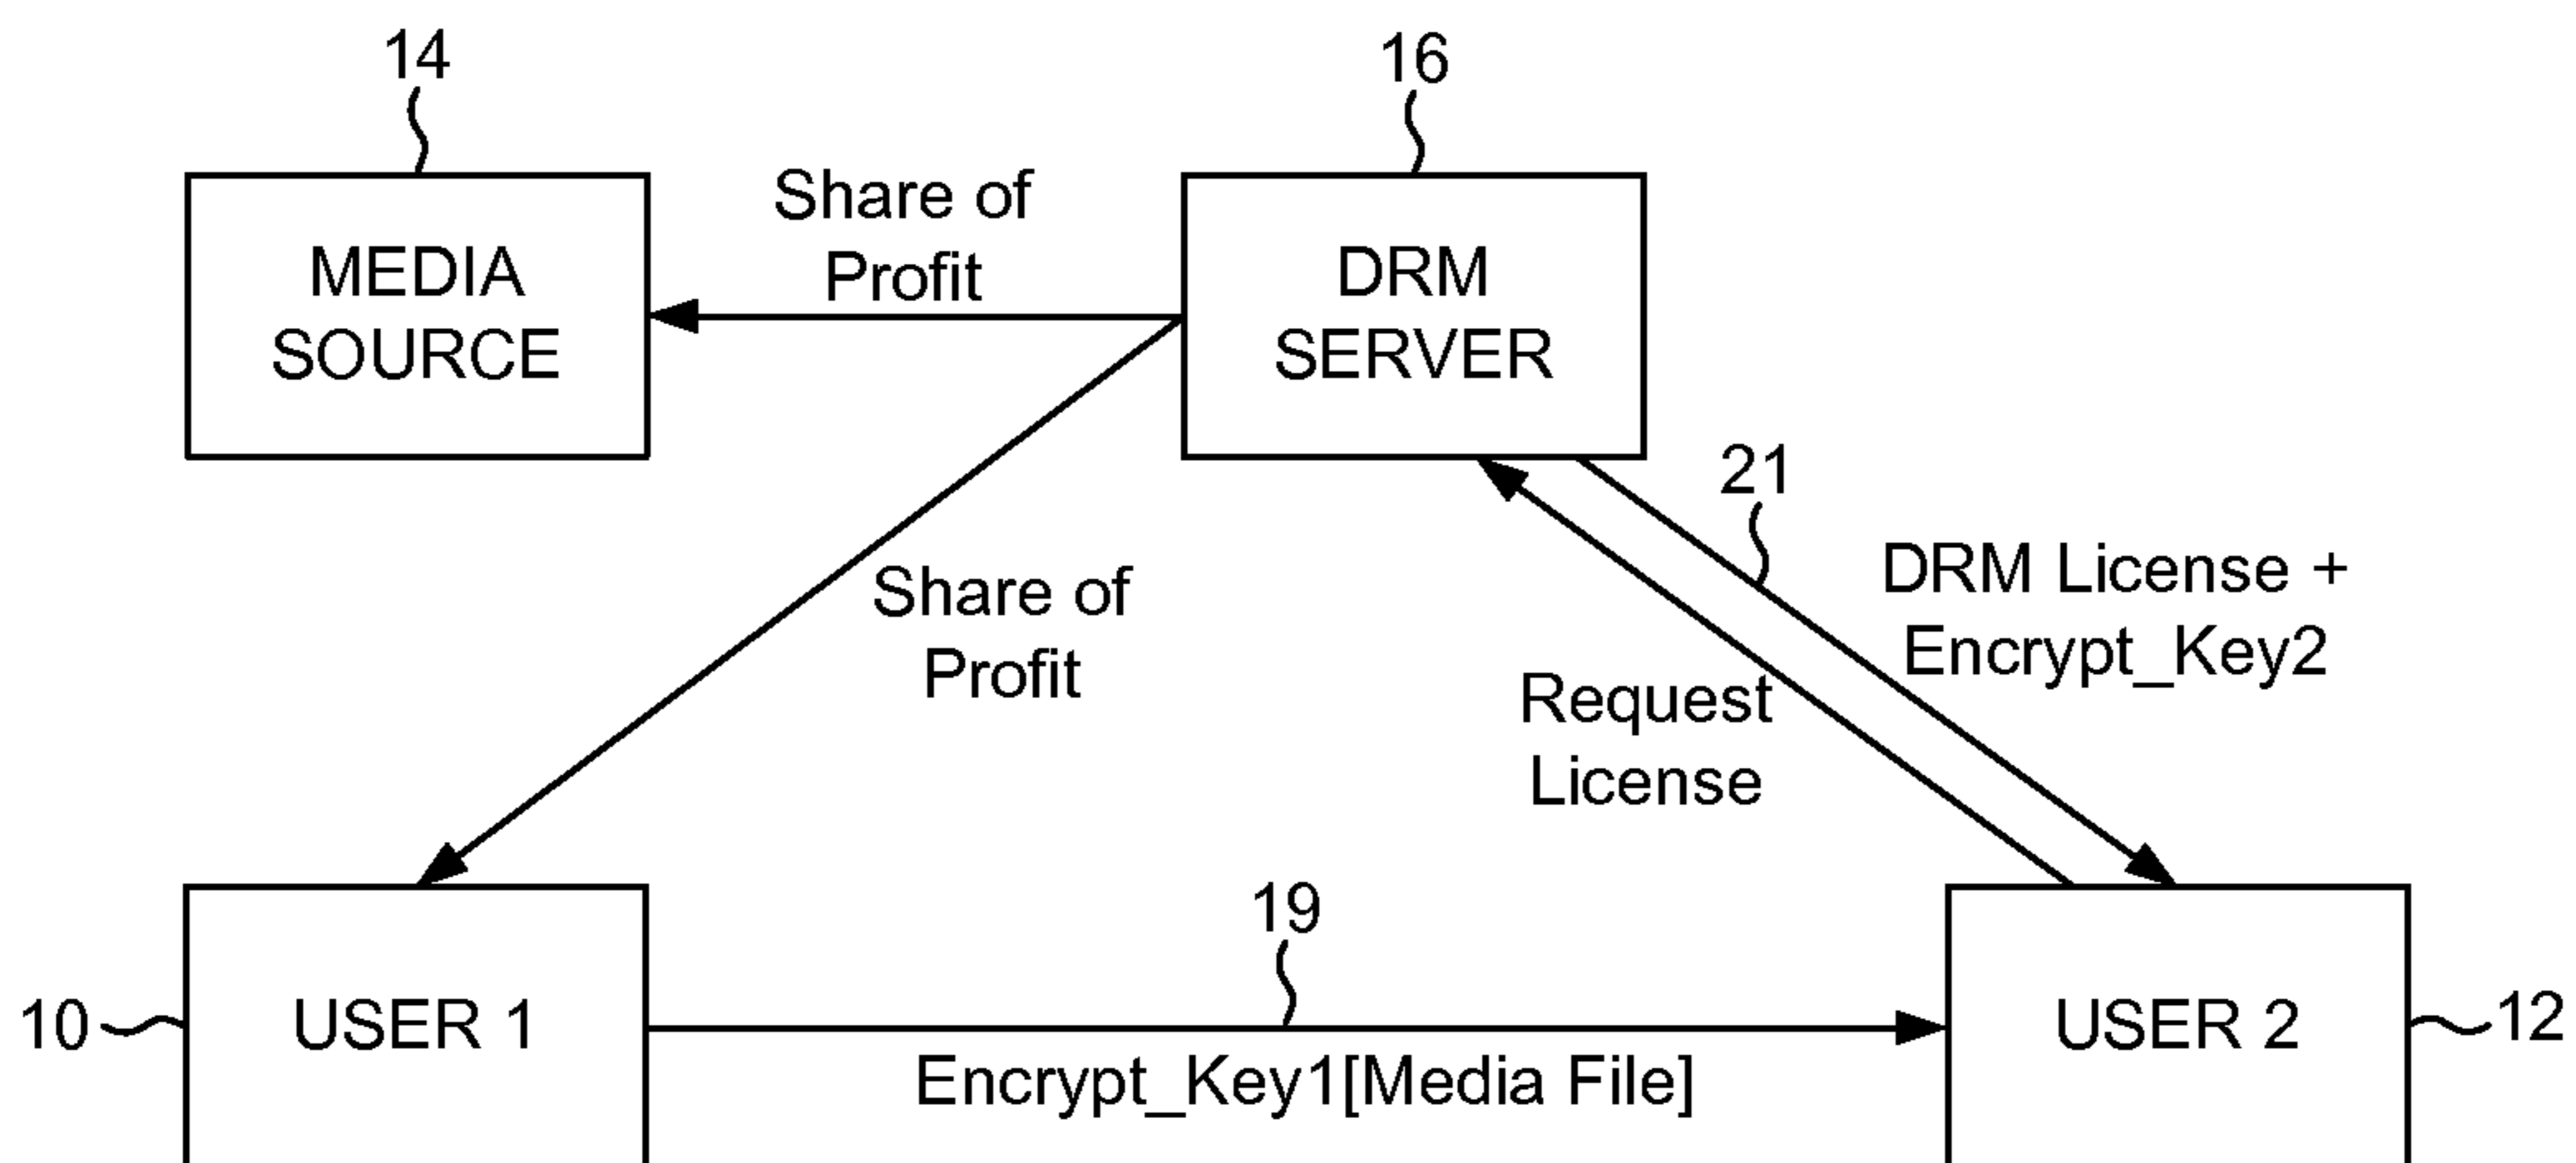 14
16
MEDIA
SOURCE
Share of
Profit
DRM
SERVER
21
DRM License +
Encrypt_Key2
Share of
Profit
Request
License
10
USER 1
19
Encrypt_Key1[Media File]
USER 2
12